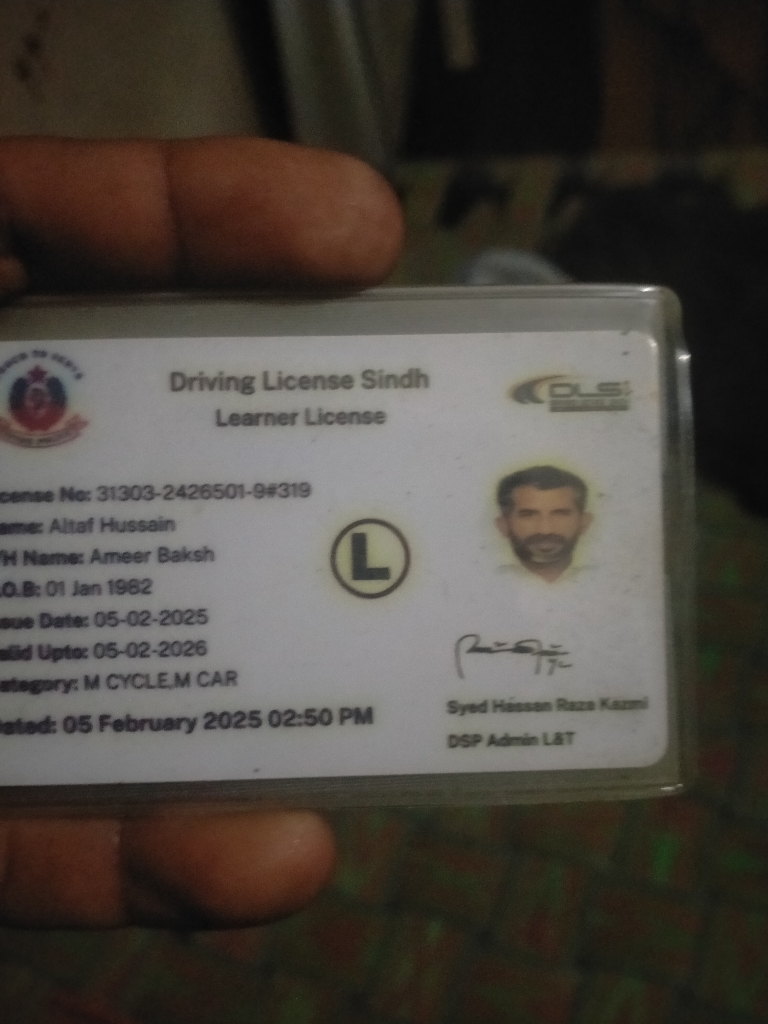 Driving License Sindh
Learner License
DLS
cense No: 31303-2426501-9#319
ame: Altaf Hussain
/H Name: Ameer Baksh
.O.B: 01 Jan 1982
sue Date: 05-02-2025
alid Upto: 05-02-2026
ategory: M CYCLE,M CAR
ated: 05 February 2025 02:50 PM
L
Syed Hassan Raza Kazmi
DSP Admin L&T